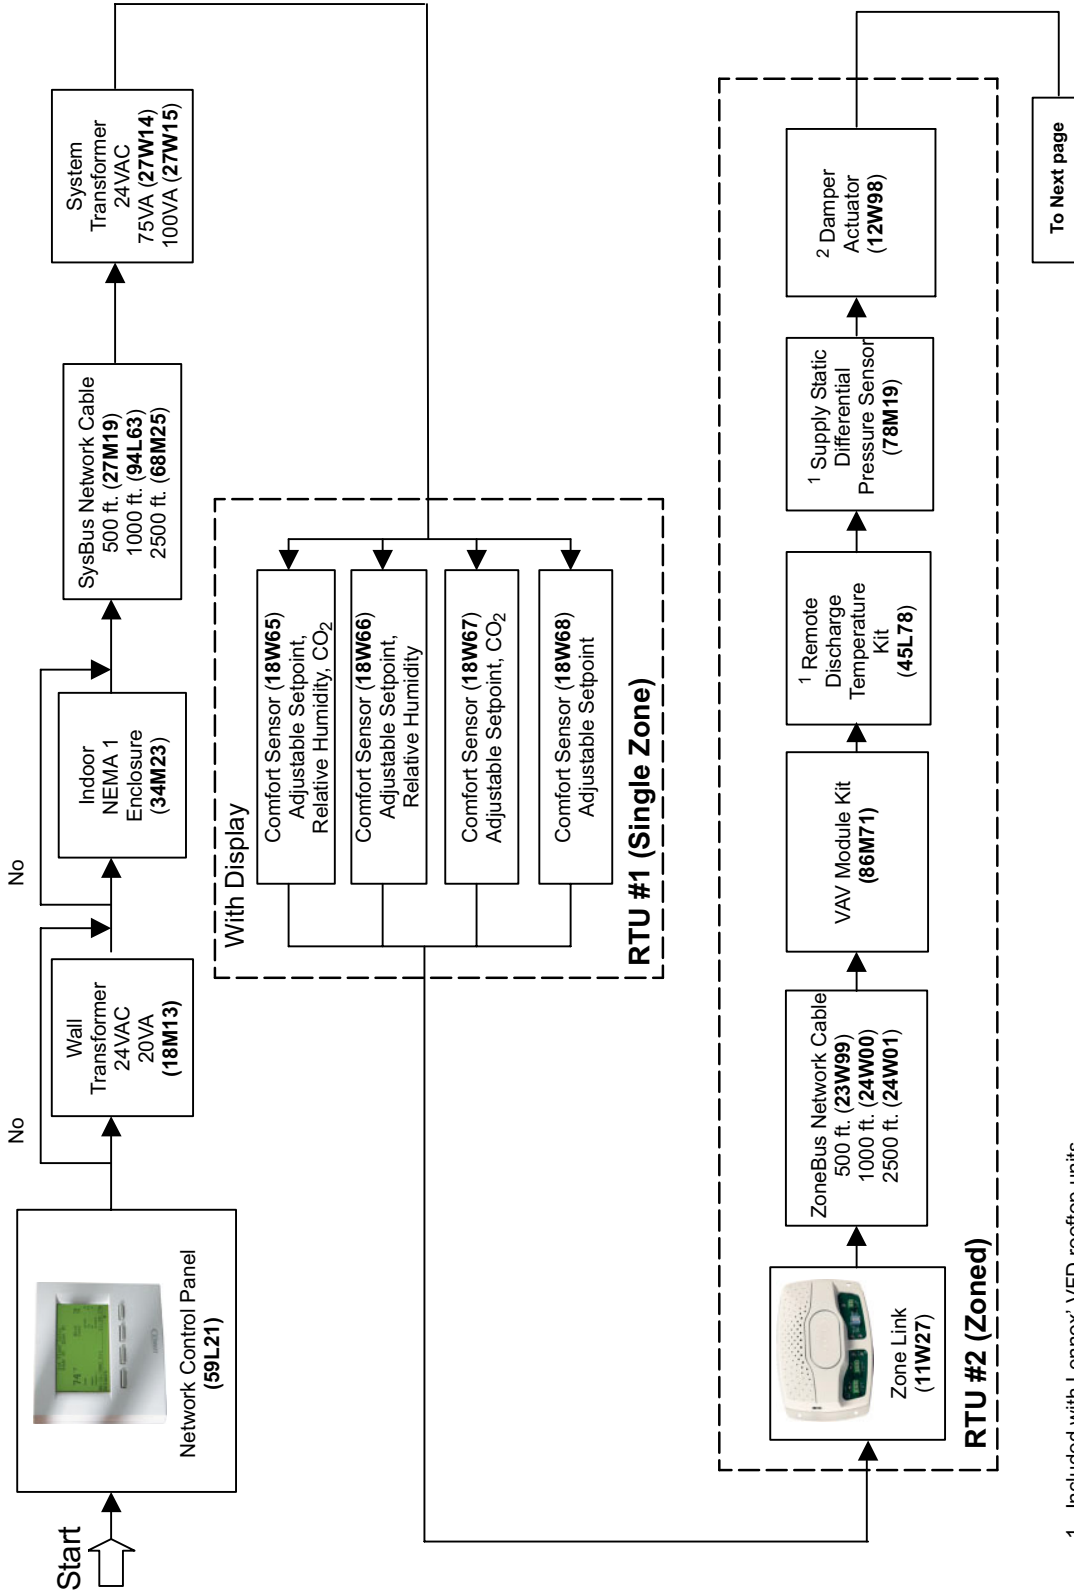 Start
Network Control Panel
(59L21)
No
Wall
Transformer
24VAC
20VA
(18M13)
No
Indoor
NEMA 1
Enclosure
(34M23)
SysBus Network Cable
500 ft. (27M19)
1000 ft. (94L63)
2500 ft. (68M25)
System
Transformer
24VAC
75VA (27W14)
100VA (27W15)
With Display
Comfort Sensor (18W65)
Adjustable Setpoint,
Relative Humidity, CO2
Comfort Sensor (18W66)
Adjustable Setpoint,
Relative Humidity
Comfort Sensor (18W67)
Adjustable Setpoint, CO2
Comfort Sensor (18W68)
Adjustable Setpoint
RTU #1 (Single Zone)
Zone Link
(11W27)
ZoneBus Network Cable
500 ft. (23W99)
1000 ft. (24W00)
2500 ft. (24W01)
VAV Module Kit
(86M71)
1 Remote
Discharge
Temperature
Kit
(45L78)
1 Supply Static
Differential
Pressure Sensor
(78M19)
2 Damper
Actuator
(12W98)
RTU #2 (Zoned)
To Next page